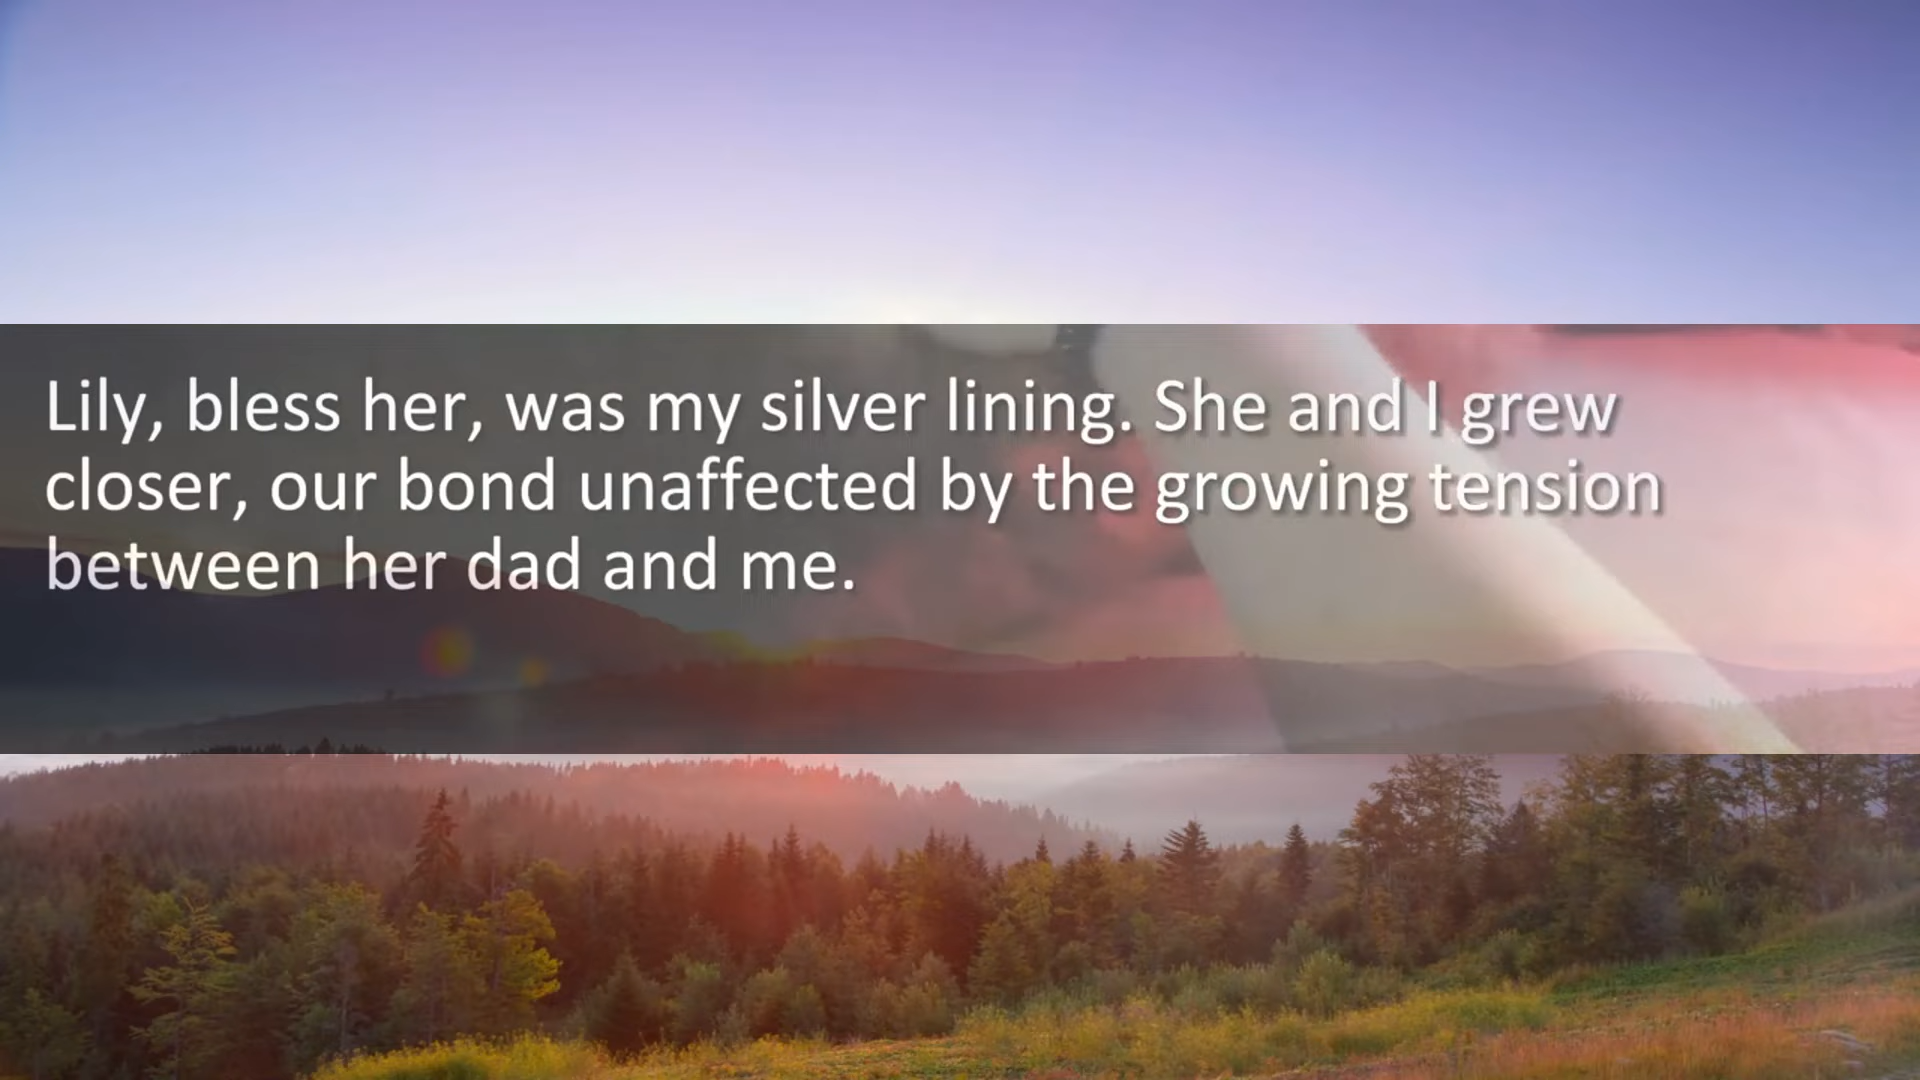 Lily, bless her, was my silver lining. She and I grew
closer, our bond unaffected by the growing tension
between her dad and me.